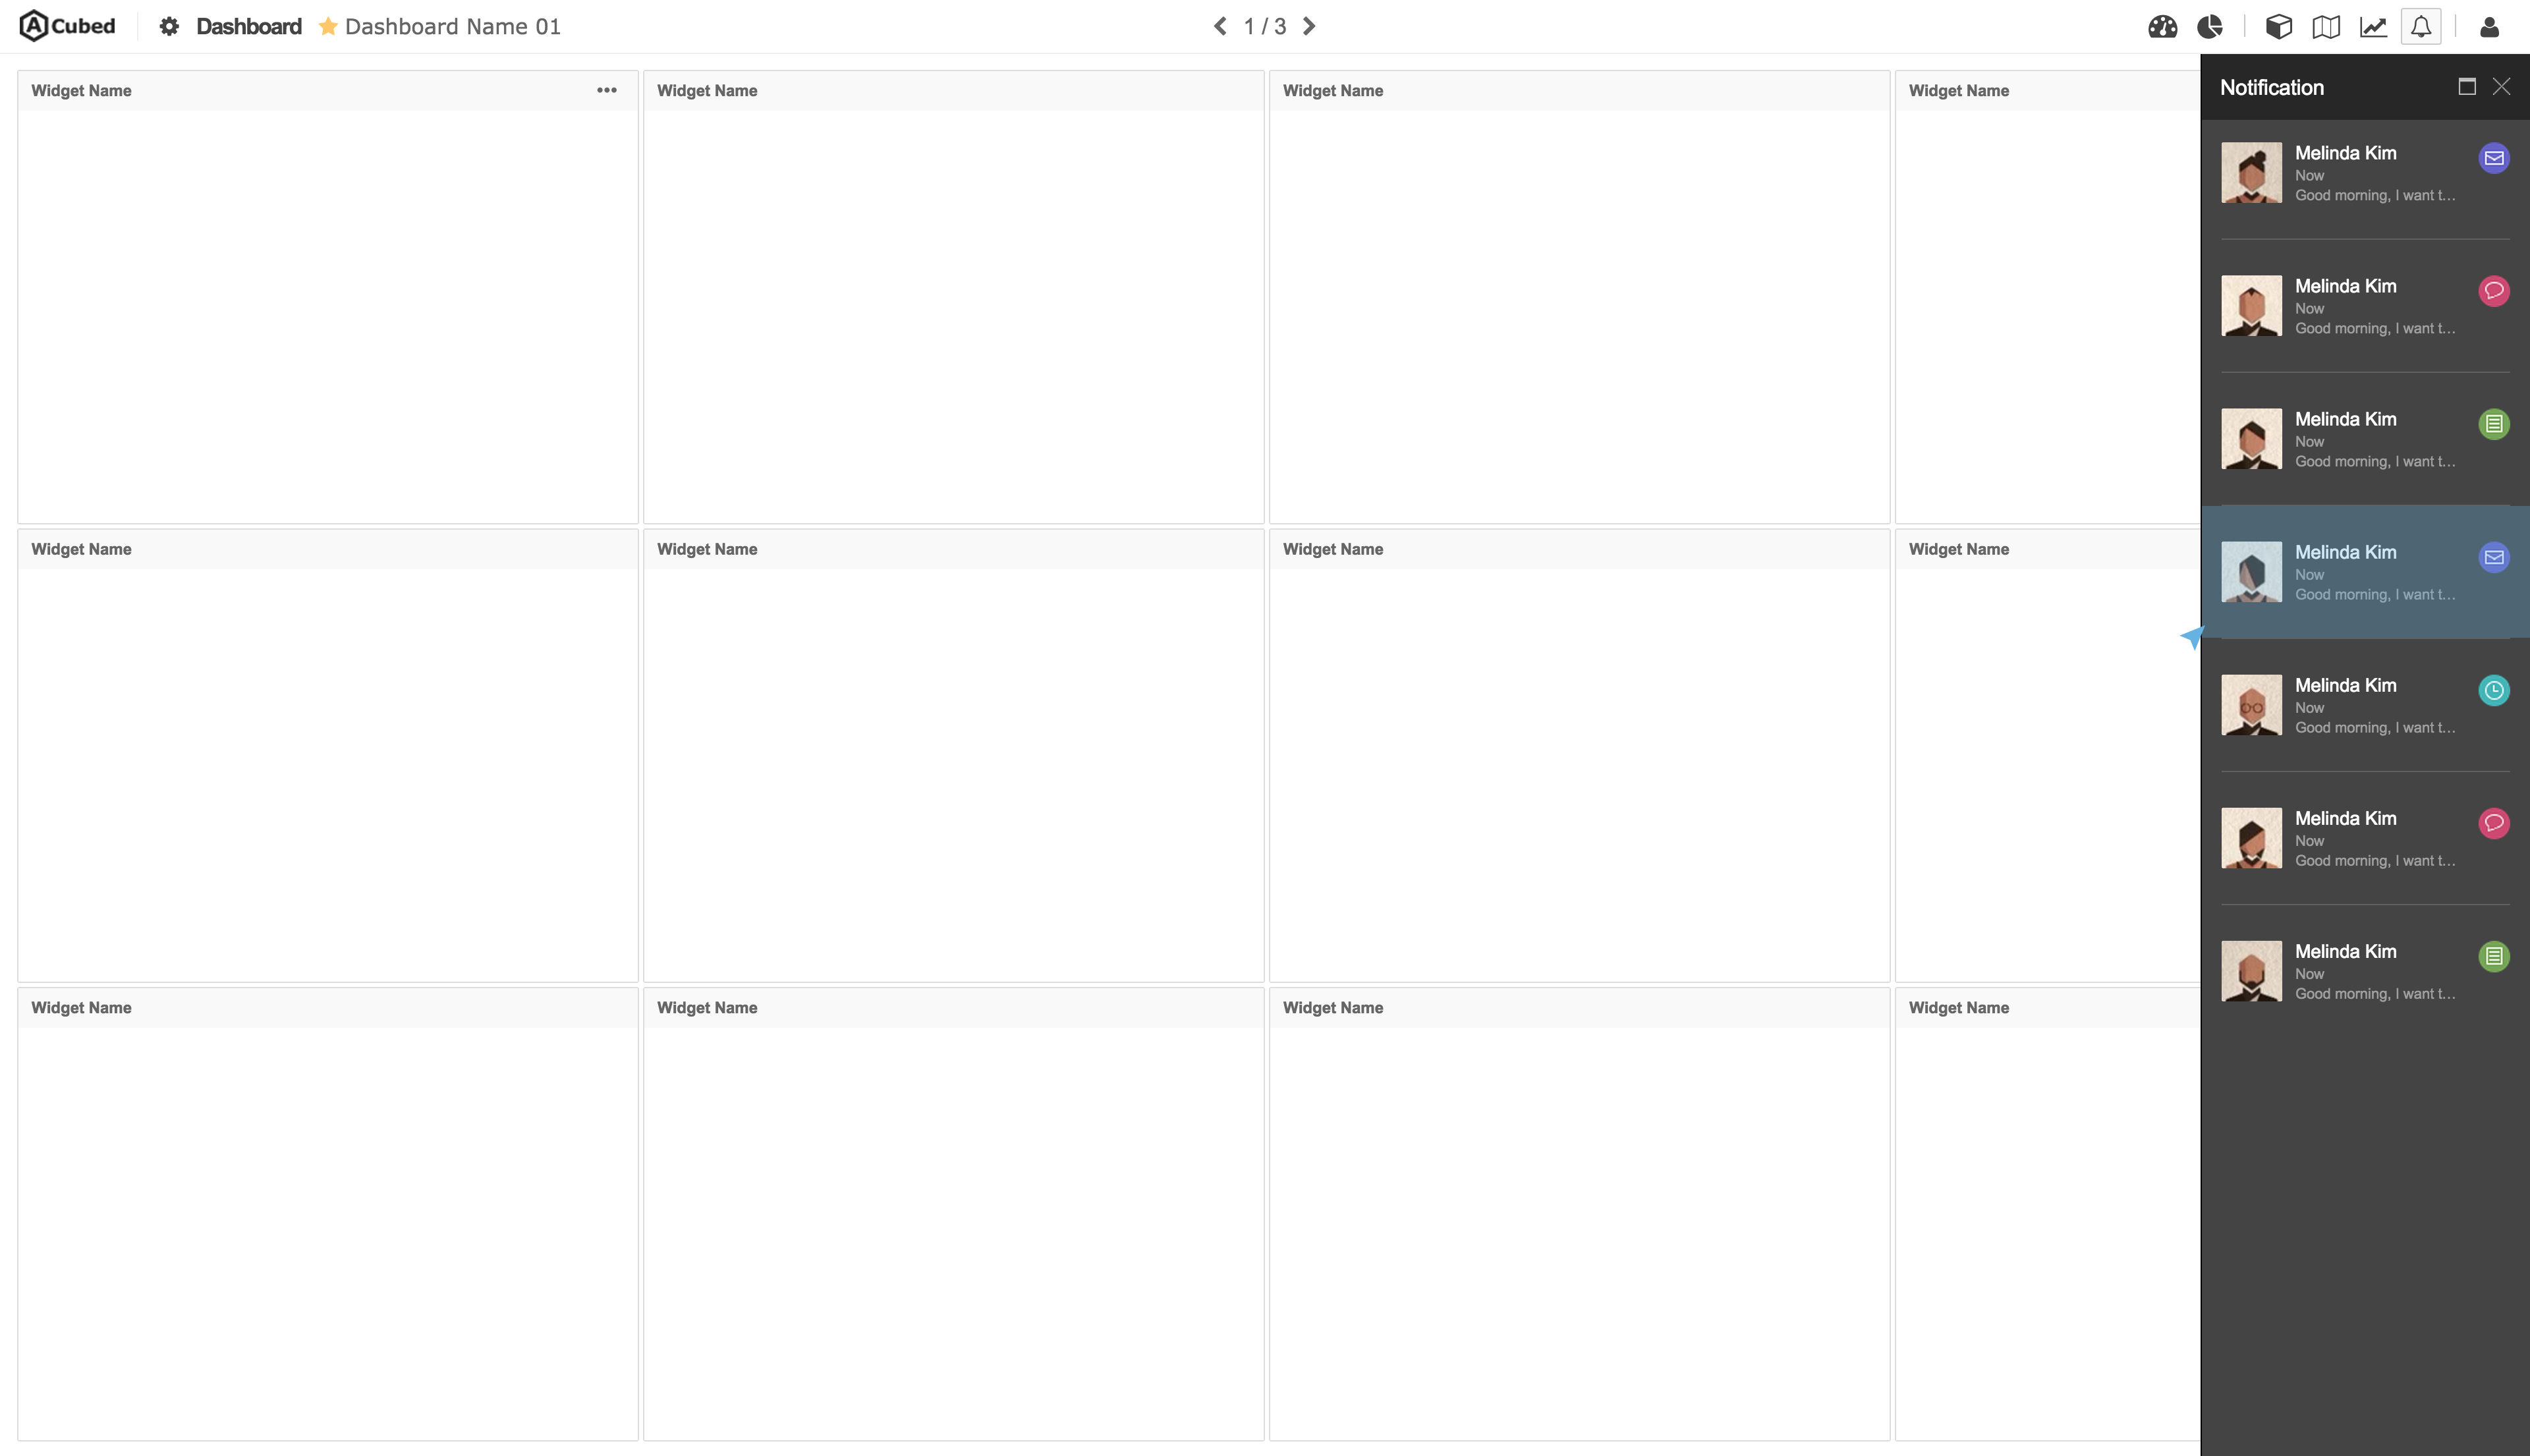 A Cubed
Dashboard
Dashboard Name 01
1 / 3
Widget Name
Widget Name
Widget Name
Widget Name
Widget Name
Widget Name
Widget Name
Widget Name
Widget Name
Widget Name
Widget Name
Widget Name
Notification
Melinda Kim
Now
Good morning, I want t...
Melinda Kim
Now
Good morning, I want t...
Melinda Kim
Now
Good morning, I want t...
Melinda Kim
Now
Good morning, I want t...
Melinda Kim
Now
Good morning, I want t...
Melinda Kim
Now
Good morning, I want t...
Melinda Kim
Now
Good morning, I want t...